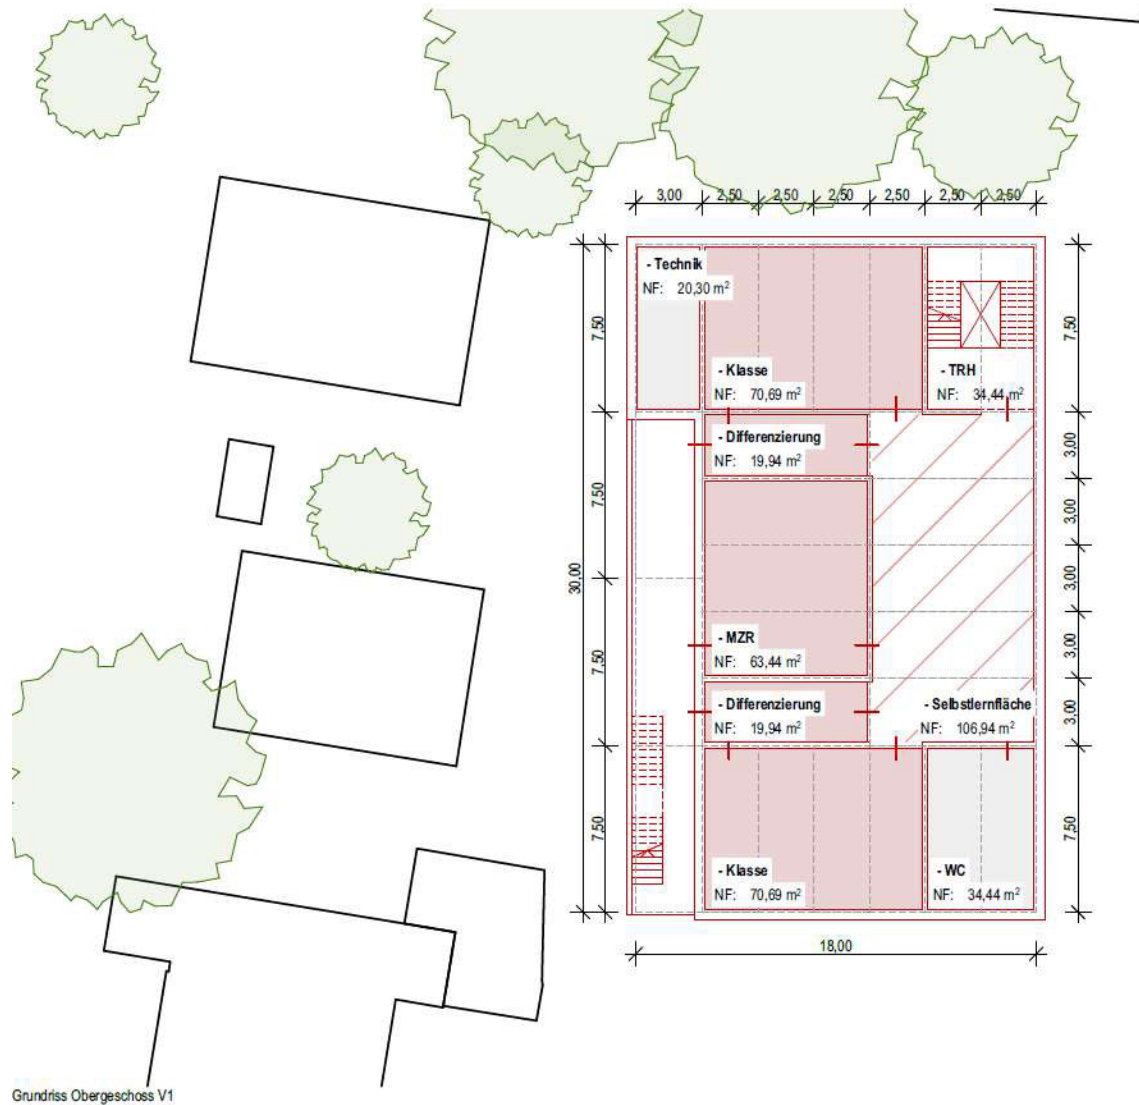 3,00 2,50 2,50 2,50 2,50 2,50 2,50
- Technik
NF: 20,30 m²
7,50
7,50
- Klasse
NF: 70,69 m²
- TRH
NF: 34,44 m²
- Differenzierung
NF: 19,94 m²
3,00
7,50
3,00
30,00
3,00
- MZR
NF: 63,44 m²
7,50
3,00
- Differenzierung
NF: 19,94 m²
- Selbstlernfläche
NF: 106,94 m²
3,00
7,50
7,50
- Klasse
NF: 70,69 m²
- WC
NF: 34,44 m²
18,00
Grundriss Obergeschoss V1